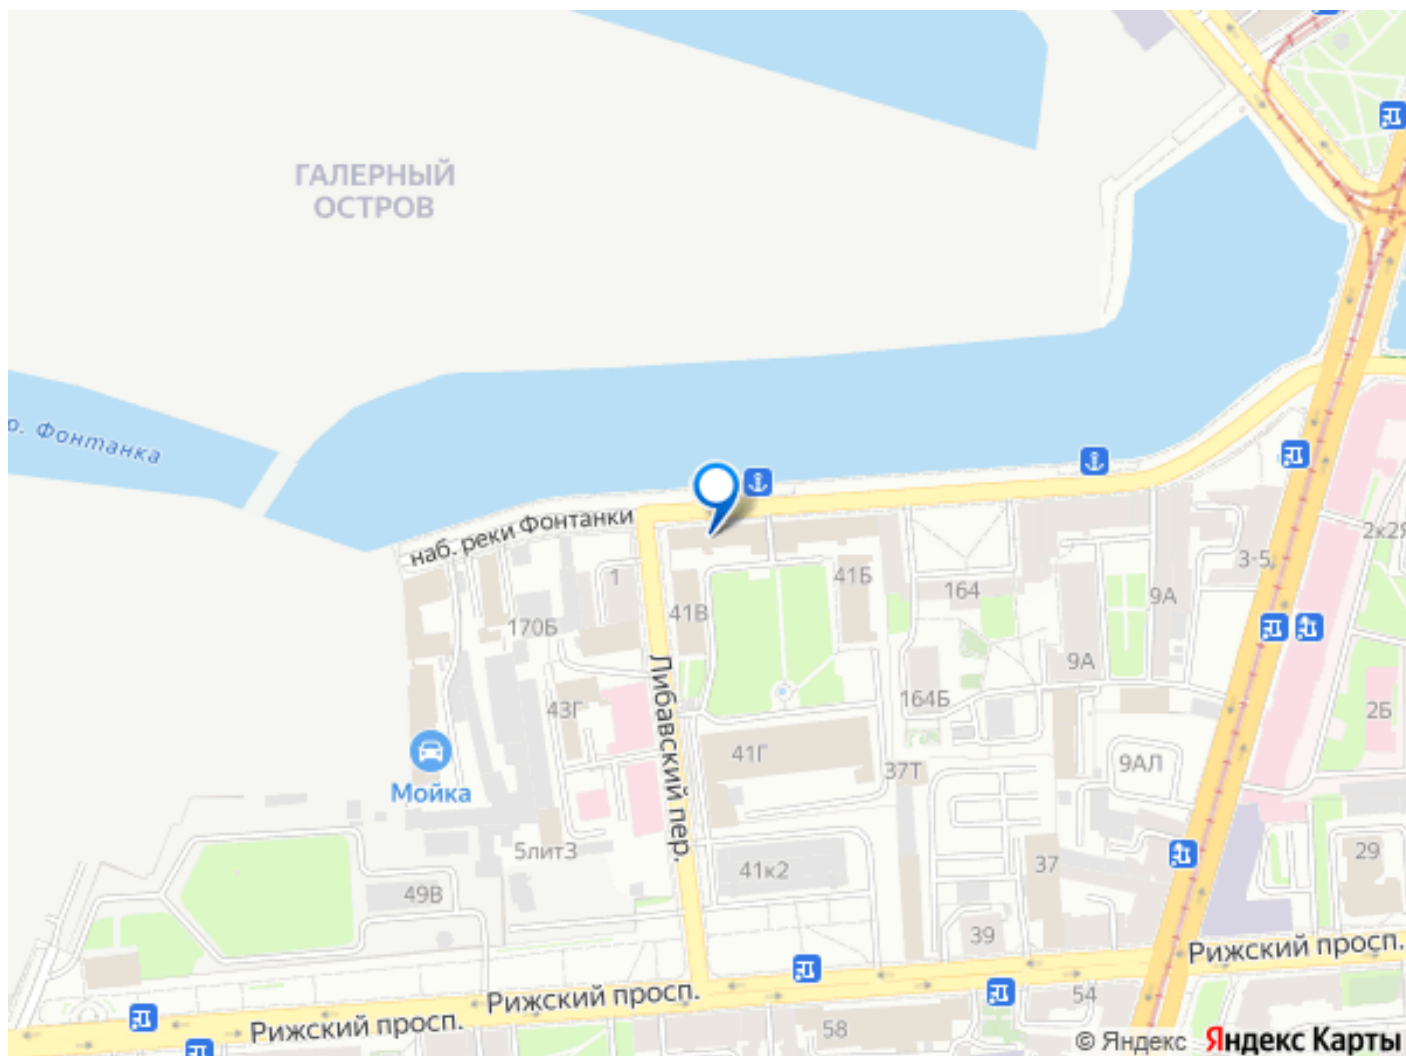 ГАЛЕРНЫЙ
ОСТРОВ
р. Фонтанка
наб. реки Фонтанки
2к2Я
3-5
1
41Б
164
9А
41В
170Б
9А
164Б
43Г
2Б
Либавский пер.
41Г
37Т
9АЛ
Мойка
5литЗ
41к2
37
29
49В
39
Рижский просп.
Рижский просп.
54
Рижский просп.
58
© Яндекс Яндекс Карты